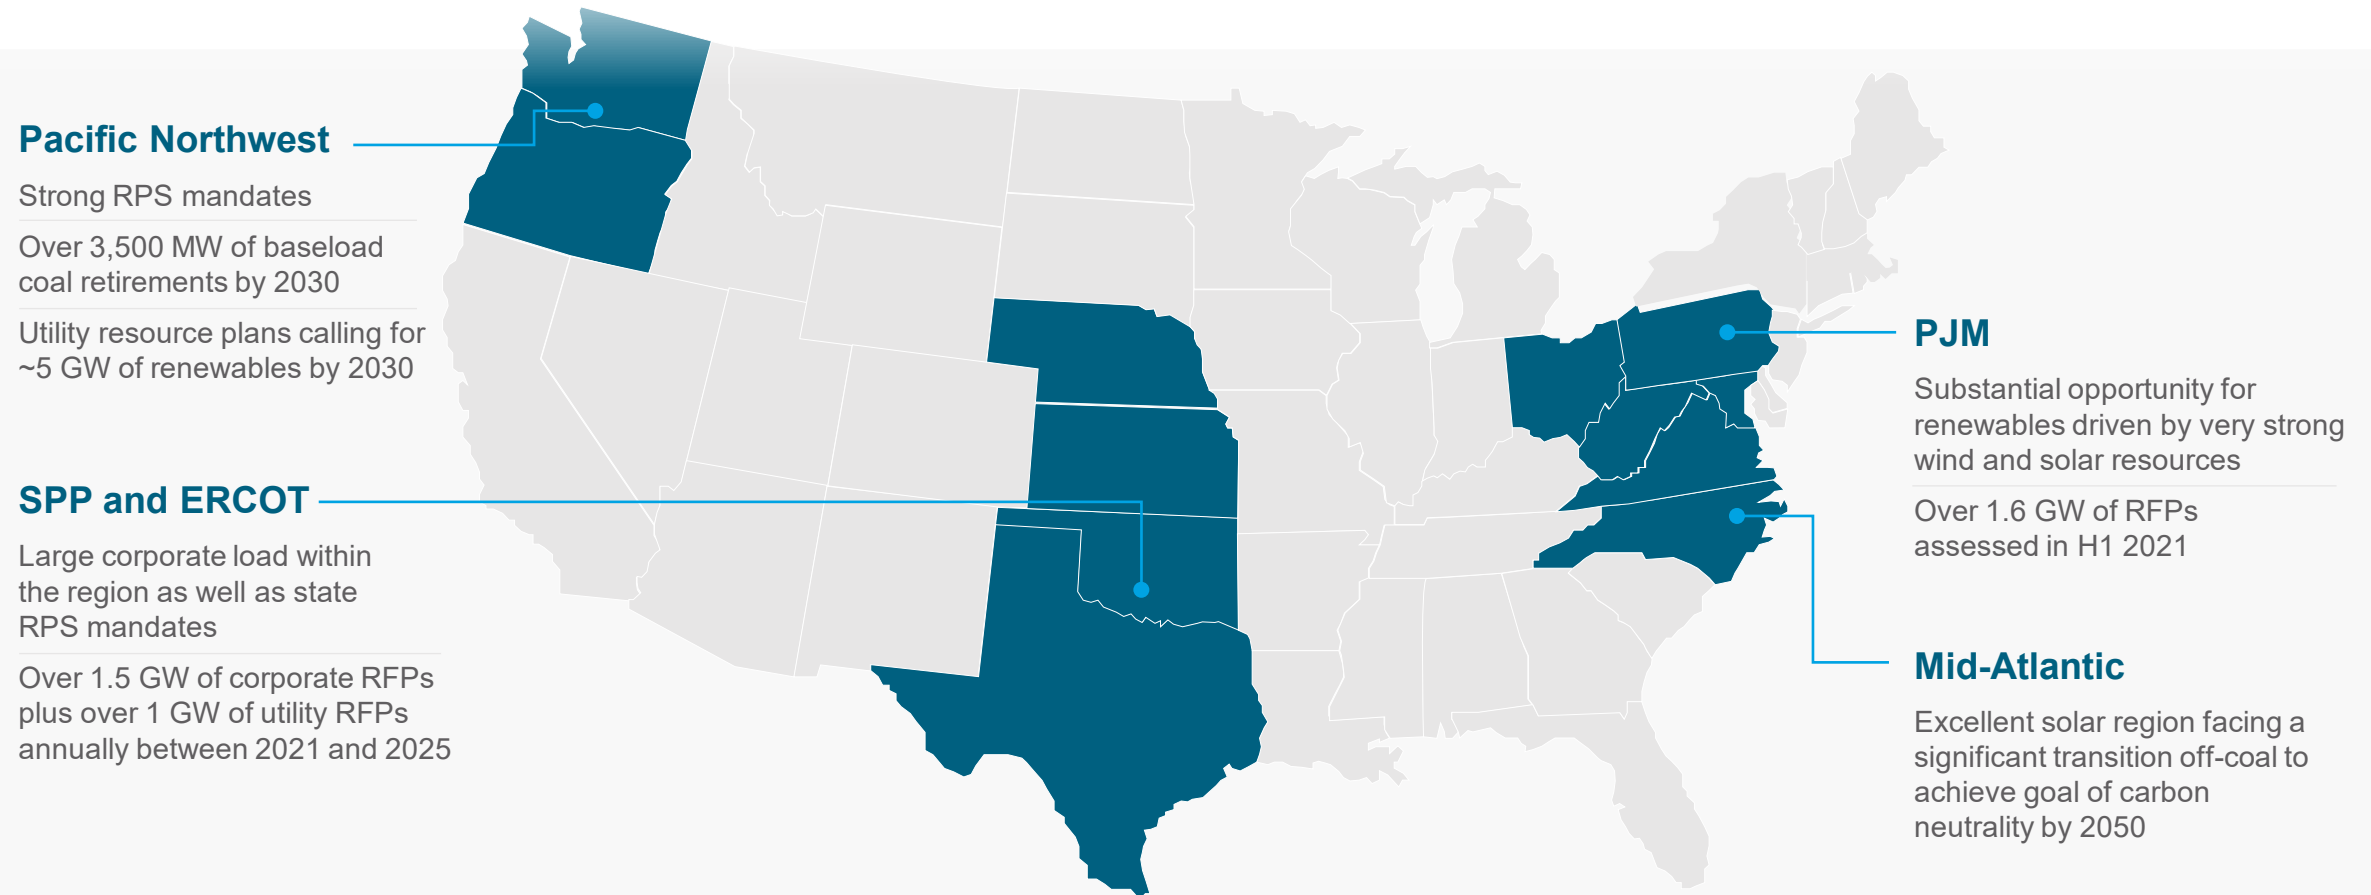 Pacific Northwest
Strong RPS mandates
Over 3,500 MW of baseload
coal retirements by 2030
Utility resource plans calling for
~5 GW of renewables by 2030
SPP and ERCOT
Large corporate load within
the region as well as state
RPS mandates
Over 1.5 GW of corporate RFPs
plus over 1 GW of utility RFPs
annually between 2021 and 2025
PJM
Substantial opportunity for
renewables driven by very strong
wind and solar resources
Over 1.6 GW of RFPs
assessed in H1 2021
Mid-Atlantic
Excellent solar region facing a
significant transition off-coal to
achieve goal of carbon
neutrality by 2050